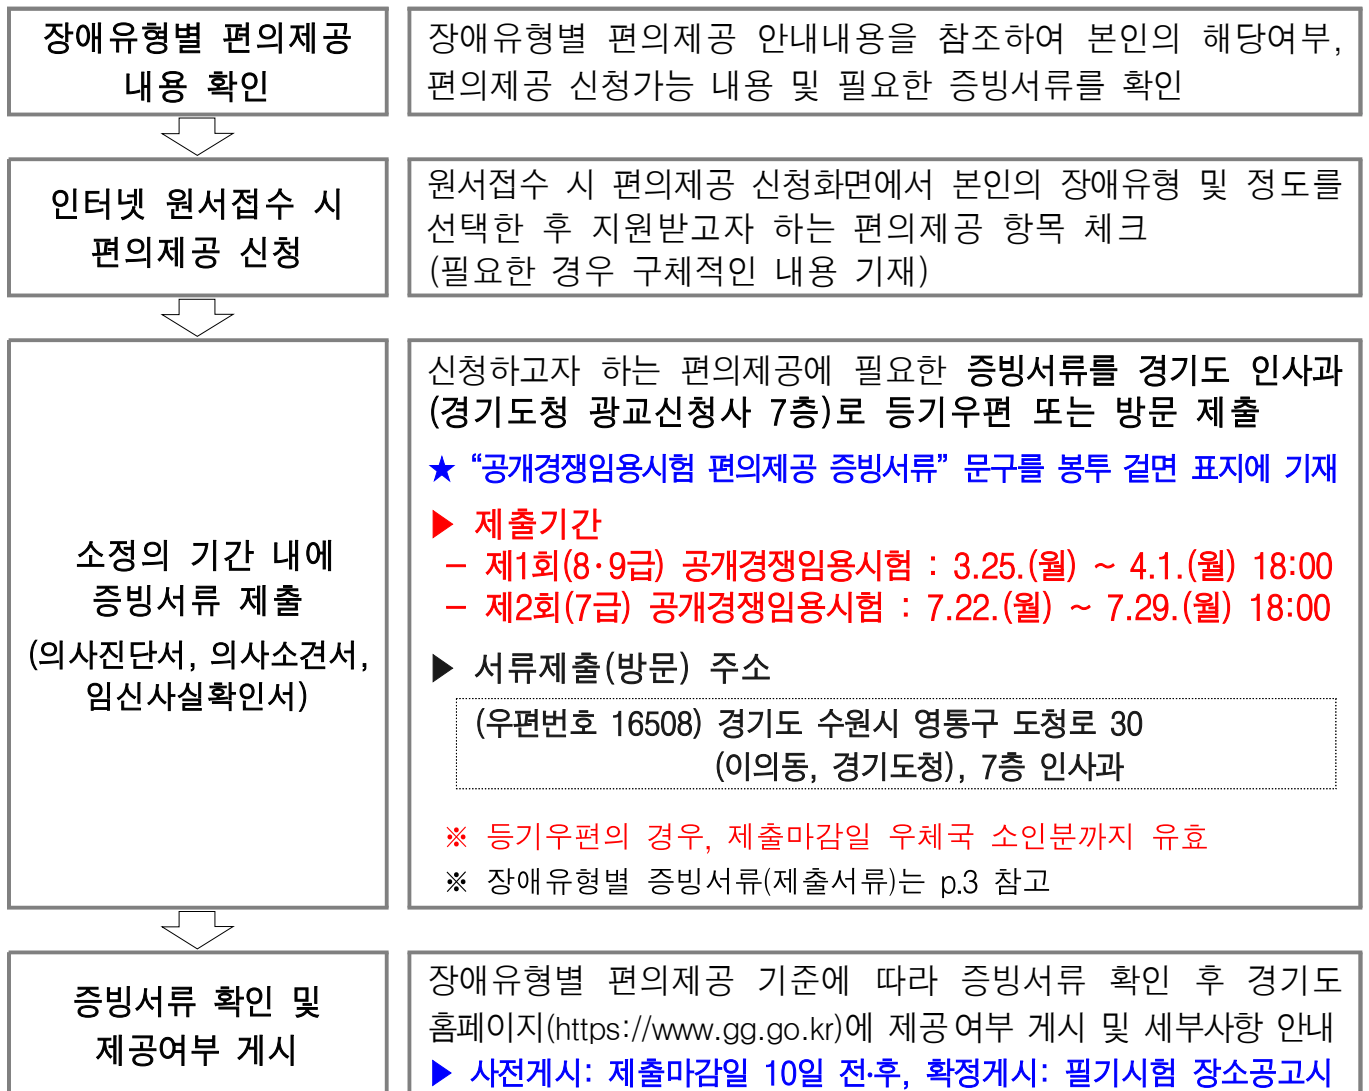 장애유형별 편의제공
내용 확인
장애유형별 편의제공 안내내용을 참조하여 본인의 해당여부,
편의제공 신청가능 내용 및 필요한 증빙서류를 확인
인터넷 원서접수 시
편의제공 신청
원서접수 시 편의제공 신청화면에서 본인의 장애유형 및 정도를
선택한 후 지원받고자 하는 편의제공 항목 체크
(필요한 경우 구체적인 내용 기재)
소정의 기간 내에
증빙서류 제출
(의사진단서, 의사소견서,
임신사실확인서)
신청하고자 하는 편의제공에 필요한 증빙서류를 경기도 인사과
(경기도청 광교신청사 7층)로 등기우편 또는 방문 제출
★ “공개경쟁임용시험 편의제공 증빙서류” 문구를 봉투 겉면 표지에 기재
▶ 제출기간
- 제1회(8·9급) 공개경쟁임용시험 : 3.25.(월) ~ 4.1.(월) 18:00
- 제2회(7급) 공개경쟁임용시험 : 7.22.(월) ~ 7.29.(월) 18:00
▶ 서류제출(방문) 주소
(우편번호 16508) 경기도 수원시 영통구 도청로 30
(이의동, 경기도청), 7층 인사과
※ 등기우편의 경우, 제출마감일 우체국 소인분까지 유효
※ 장애유형별 증빙서류(제출서류)는 p.3 참고
증빙서류 확인 및
제공여부 게시
장애유형별 편의제공 기준에 따라 증빙서류 확인 후 경기도
홈페이지(https://www.gg.go.kr)에 제공여부 게시 및 세부사항 안내
▶ 사전게시: 제출마감일 10일 전·후, 확정게시: 필기시험 장소공고시